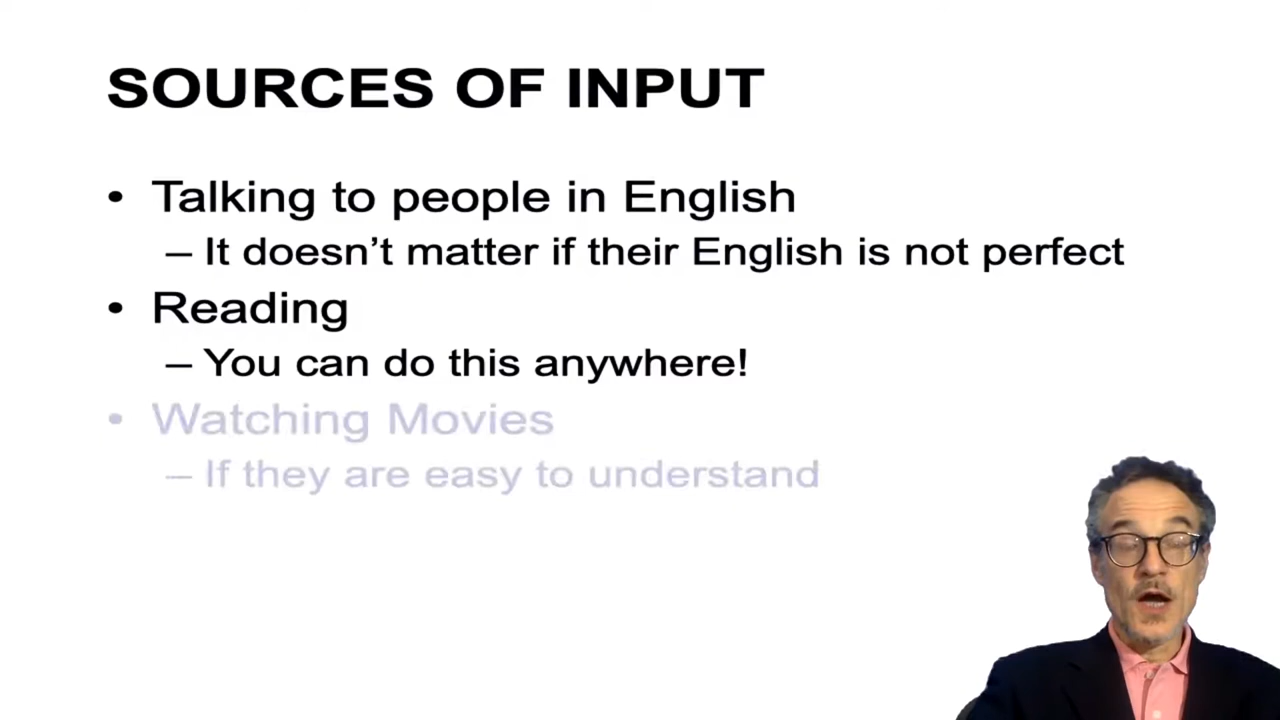 SOURCES OF INPUT
• Talking to people in English
– It doesn’t matter if their English is not perfect
• Reading
– You can do this anywhere!
• Watching Movies
– If they are easy to understand